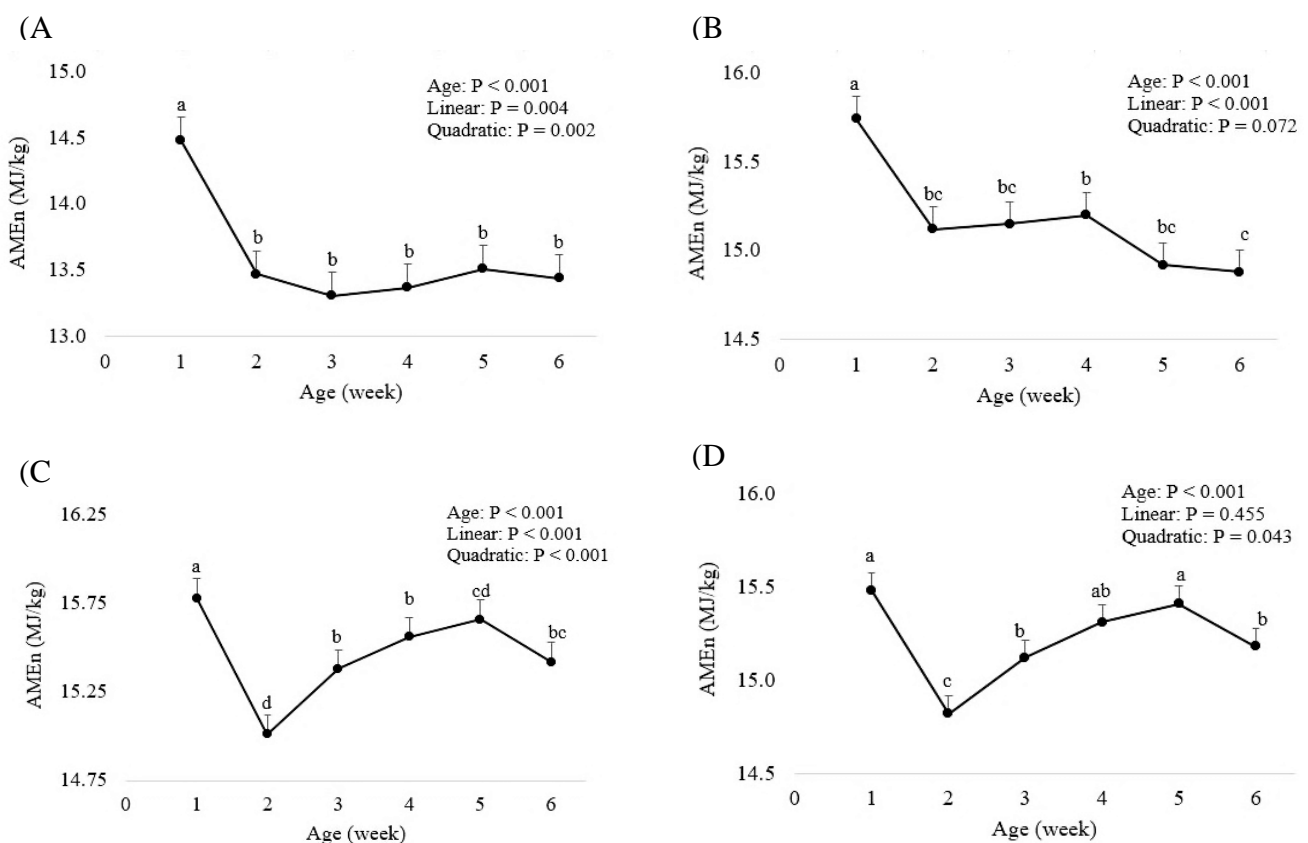 (A
15.0
14.5
14.0
13.5
13.0
AMEn (MJ/kg)
Age: P < 0.001
Linear: P = 0.004
Quadratic: P = 0.002
a
b
b
b
b
b
0 1 2 3 4 5 6
Age (week)
(B
16.0
15.5
15.0
14.5
AMEn (MJ/kg)
Age: P < 0.001
Linear: P < 0.001
Quadratic: P = 0.072
a
bc
bc
b
bc
c
0 1 2 3 4 5 6
Age (week)
(C
16.25
15.75
15.25
14.75
AMEn (MJ/kg)
Age: P < 0.001
Linear: P < 0.001
Quadratic: P < 0.001
a
d
b
b
cd
bc
0 1 2 3 4 5 6
Age (week)
(D
16.0
15.5
15.0
14.5
AMEn (MJ/kg)
Age: P < 0.001
Linear: P = 0.455
Quadratic: P = 0.043
a
c
b
ab
a
b
0 1 2 3 4 5 6
Age (week)